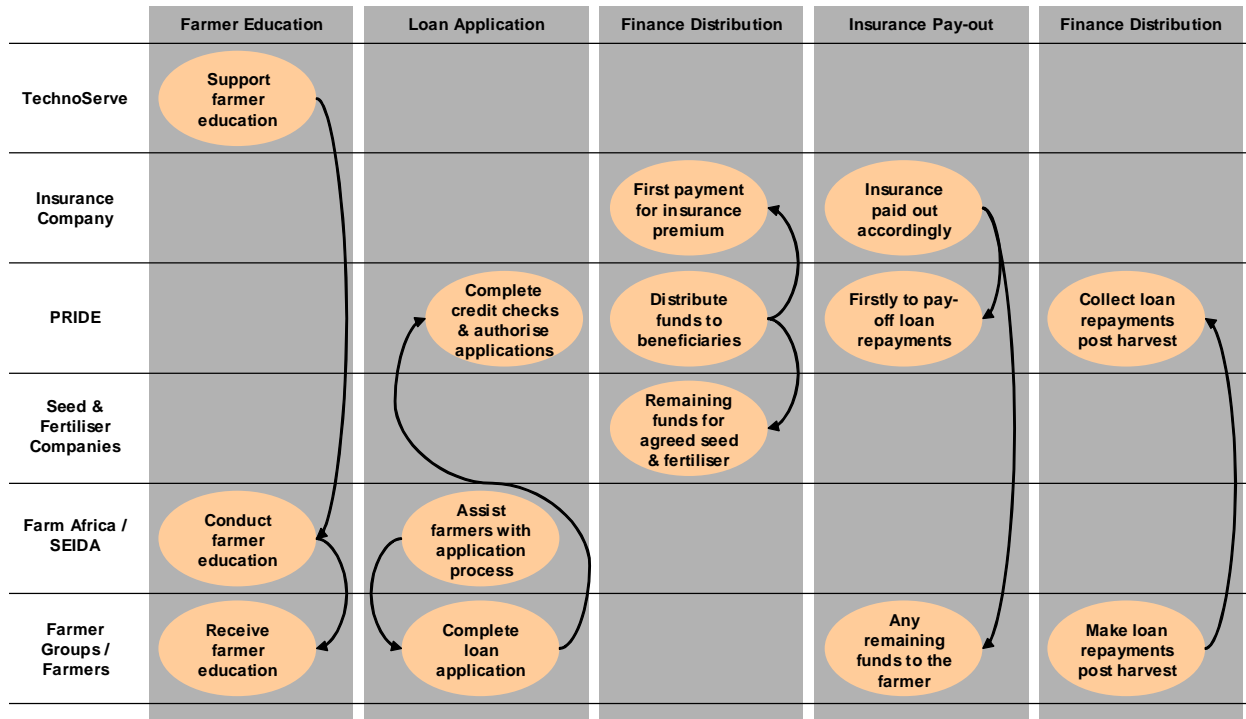 Farmer Education
Loan Application
Finance Distribution
Insurance Pay-out
Finance Distribution
TechnoServe
Support
farmer
education
Insurance
Company
First payment
for insurance
premium
Insurance
paid out
accordingly
PRIDE
Complete
credit checks
& authorise
applications
Distribute
funds to
beneficiaries
Firstly to pay-
off loan
repayments
Collect loan
repayments
post harvest
Seed &
Fertiliser
Companies
Remaining
funds for
agreed seed
& fertiliser
Farm Africa /
SEIDA
Conduct
farmer
education
Assist
farmers with
application
process
Farmer
Groups /
Farmers
Receive
farmer
education
Complete
loan
application
Any
remaining
funds to the
farmer
Make loan
repayments
post harvest